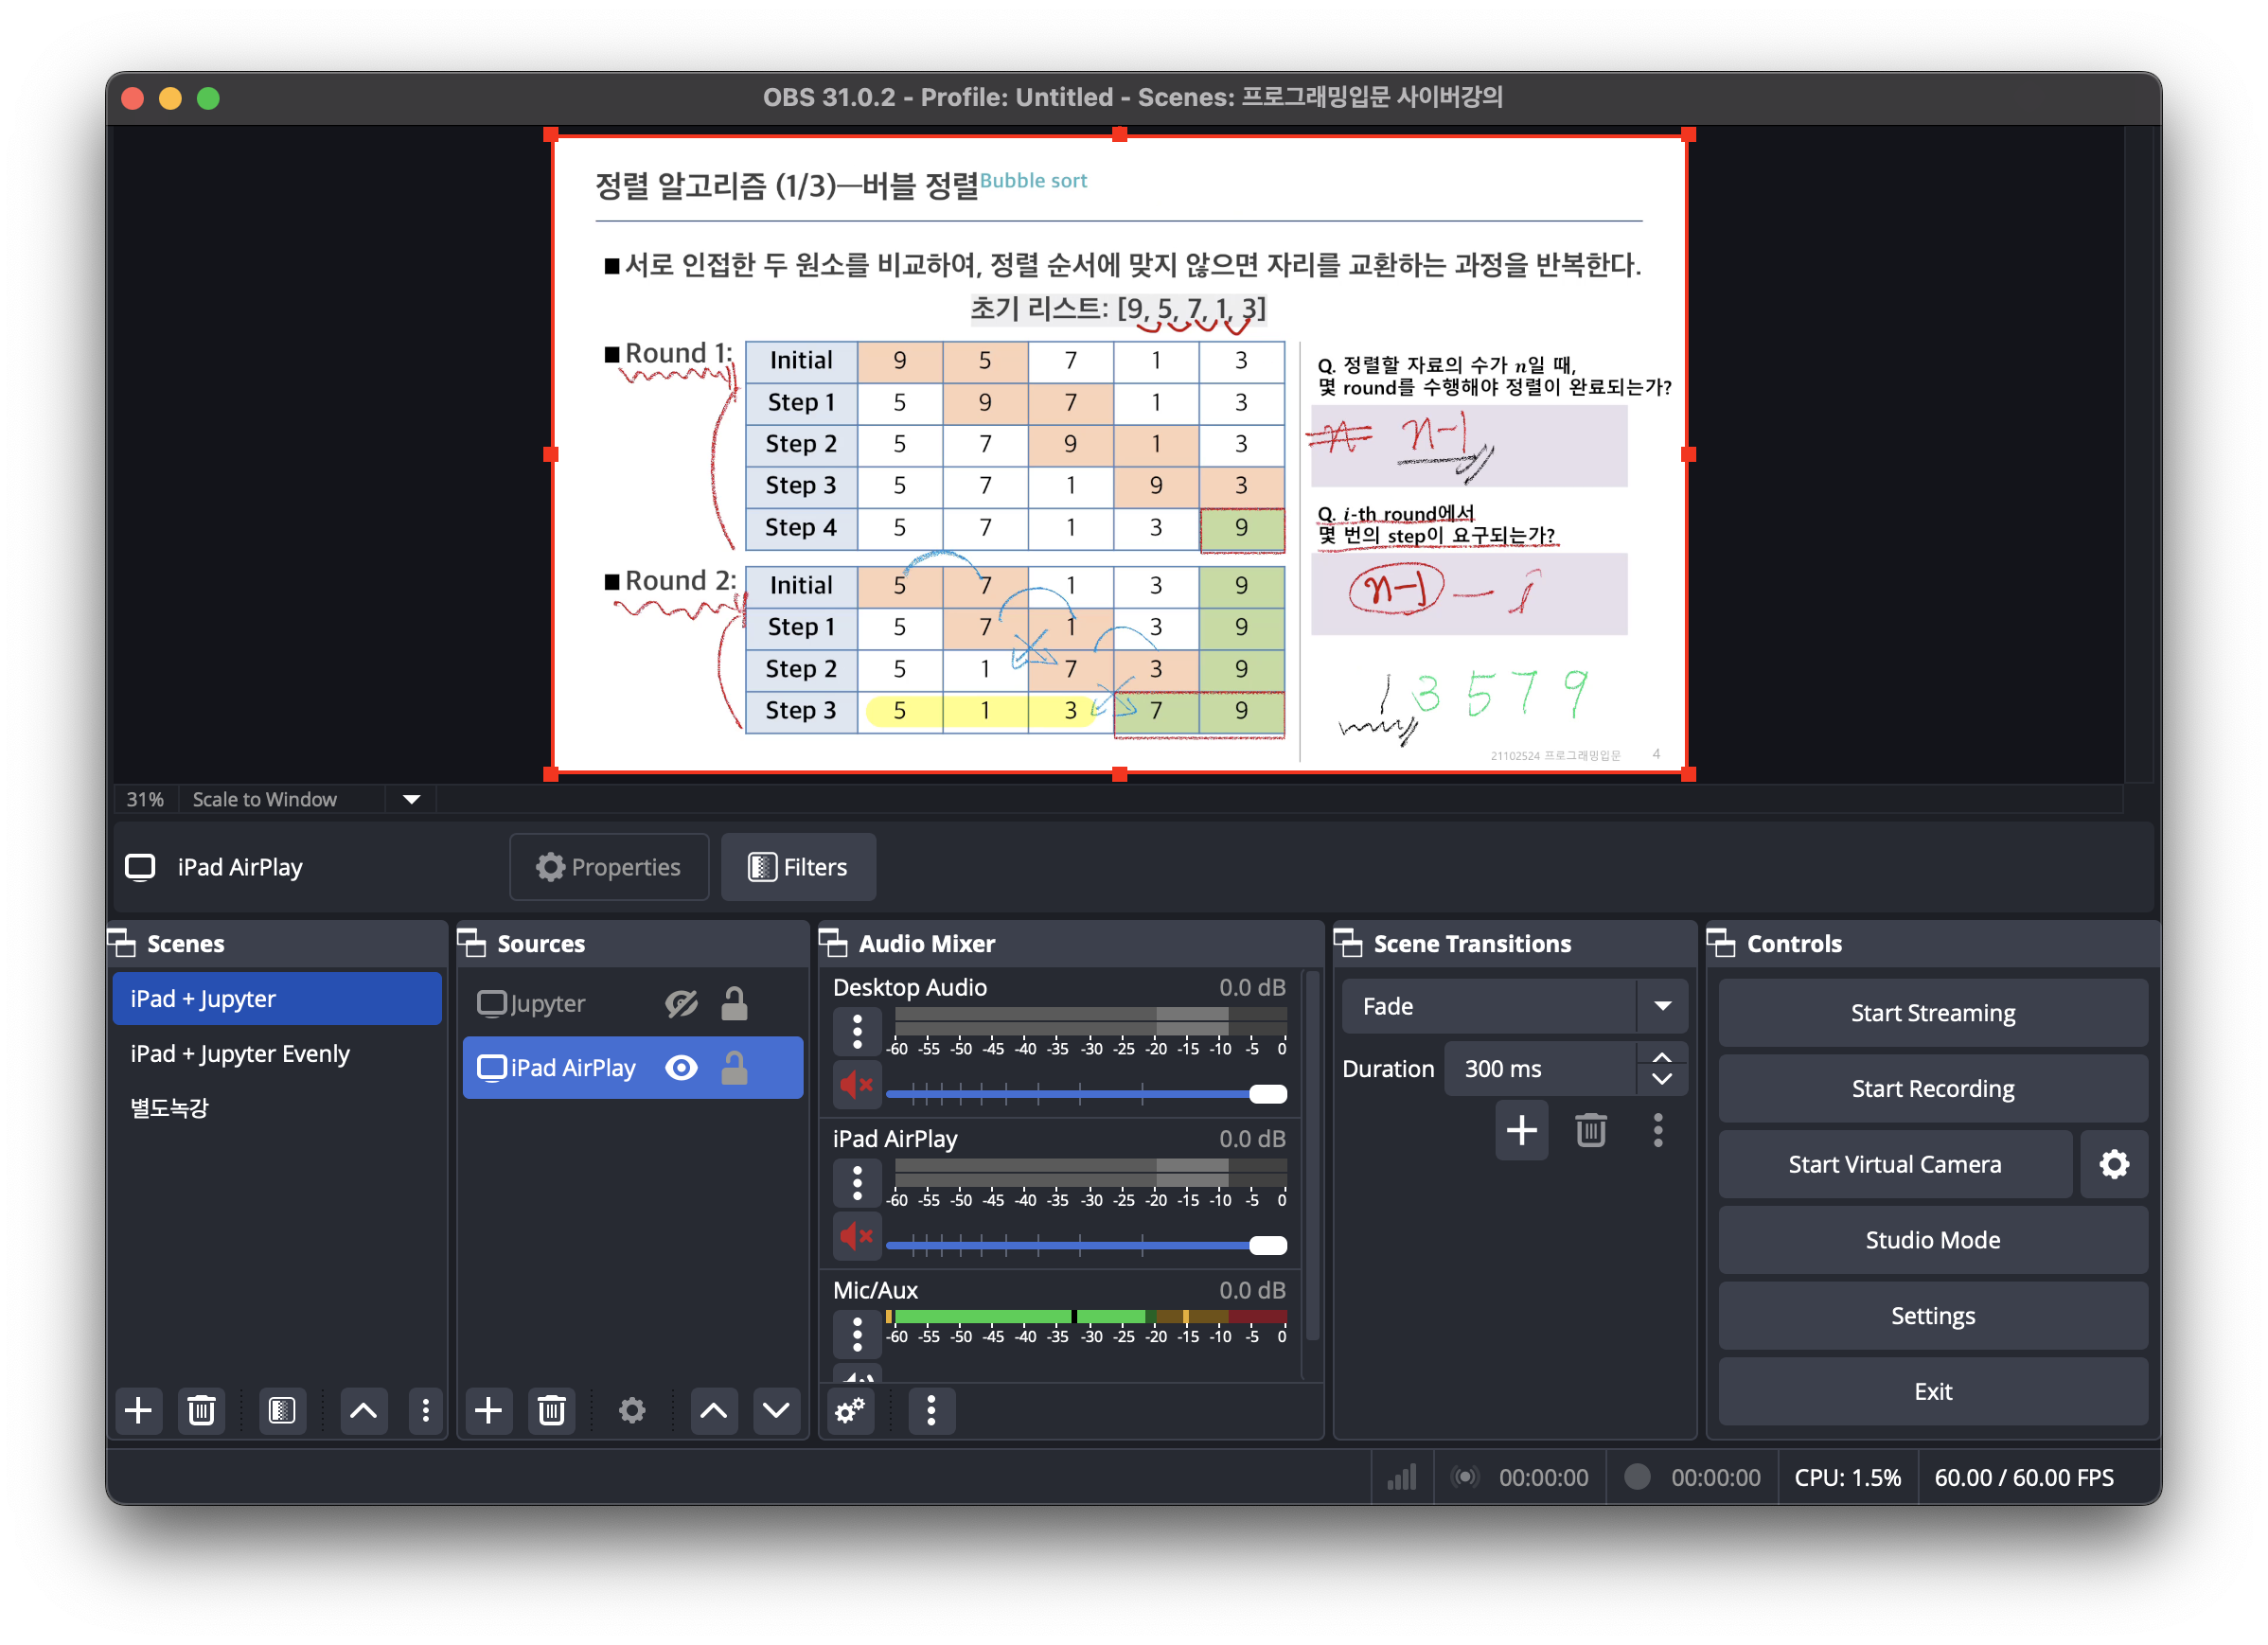 OBS 31.0.2 - Profile: Untitled - Scenes: 프로그래밍입문 사이버강의
정렬 알고리즘 (1/3)—버블 정렬Bubble sort
■ 서로 인접한 두 원소를 비교하여, 정렬 순서에 맞지 않으면 자리를 교환하는 과정을 반복한다.
초기 리스트: [9, 5, 7, 1, 3]
■ Round 1:
Initial 9 5 7 1 3
Step 1 5 9 7 1 3
Step 2 5 7 9 1 3
Step 3 5 7 1 9 3
Step 4 5 7 1 3 9
■ Round 2:
Initial 5 7 1 3 9
Step 1 5 7 1 3 9
Step 2 5 1 7 3 9
Step 3 5 1 3 7 9
Q. 정렬할 자료의 수가 n일 때,
몇 round를 수행해야 정렬이 완료되는가?
n n-1
Q. i-th round에서
몇 번의 step이 요구되는가?
n-1 - i
1 3 5 7 9
21102524 프로그래밍입문 4
31% Scale to Window
iPad AirPlay Properties Filters
Scenes
iPad + Jupyter
iPad + Jupyter Evenly
별도녹강
Sources
Jupyter
iPad AirPlay
Audio Mixer
Desktop Audio 0.0 dB
-60 -55 -50 -45 -40 -35 -30 -25 -20 -15 -10 -5 0
iPad AirPlay 0.0 dB
-60 -55 -50 -45 -40 -35 -30 -25 -20 -15 -10 -5 0
Mic/Aux 0.0 dB
-60 -55 -50 -45 -40 -35 -30 -25 -20 -15 -10 -5 0
Scene Transitions
Fade
Duration 300 ms
Controls
Start Streaming
Start Recording
Start Virtual Camera
Studio Mode
Settings
Exit
00:00:00 00:00:00 CPU: 1.5% 60.00 / 60.00 FPS